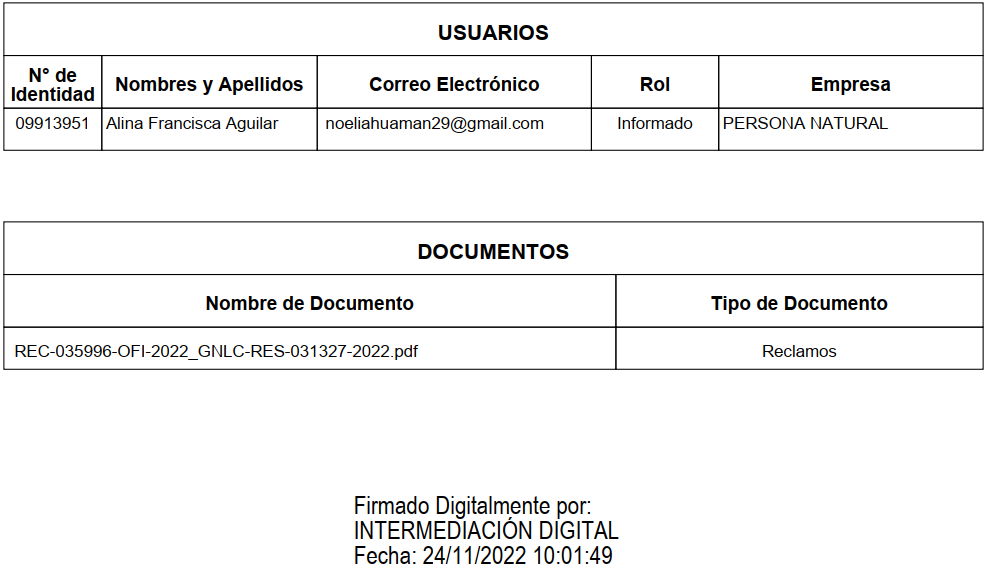 USUARIOS
N° de Identidad Nombres y Apellidos Correo Electrónico Rol Empresa
09913951 Alina Francisca Aguilar noeliahuaman29@gmail.com Informado PERSONA NATURAL
DOCUMENTOS
Nombre de Documento Tipo de Documento
REC-035996-OFI-2022_GNLC-RES-031327-2022.pdf Reclamos
Firmado Digitalmente por:
INTERMEDIACIÓN DIGITAL
Fecha: 24/11/2022 10:01:49